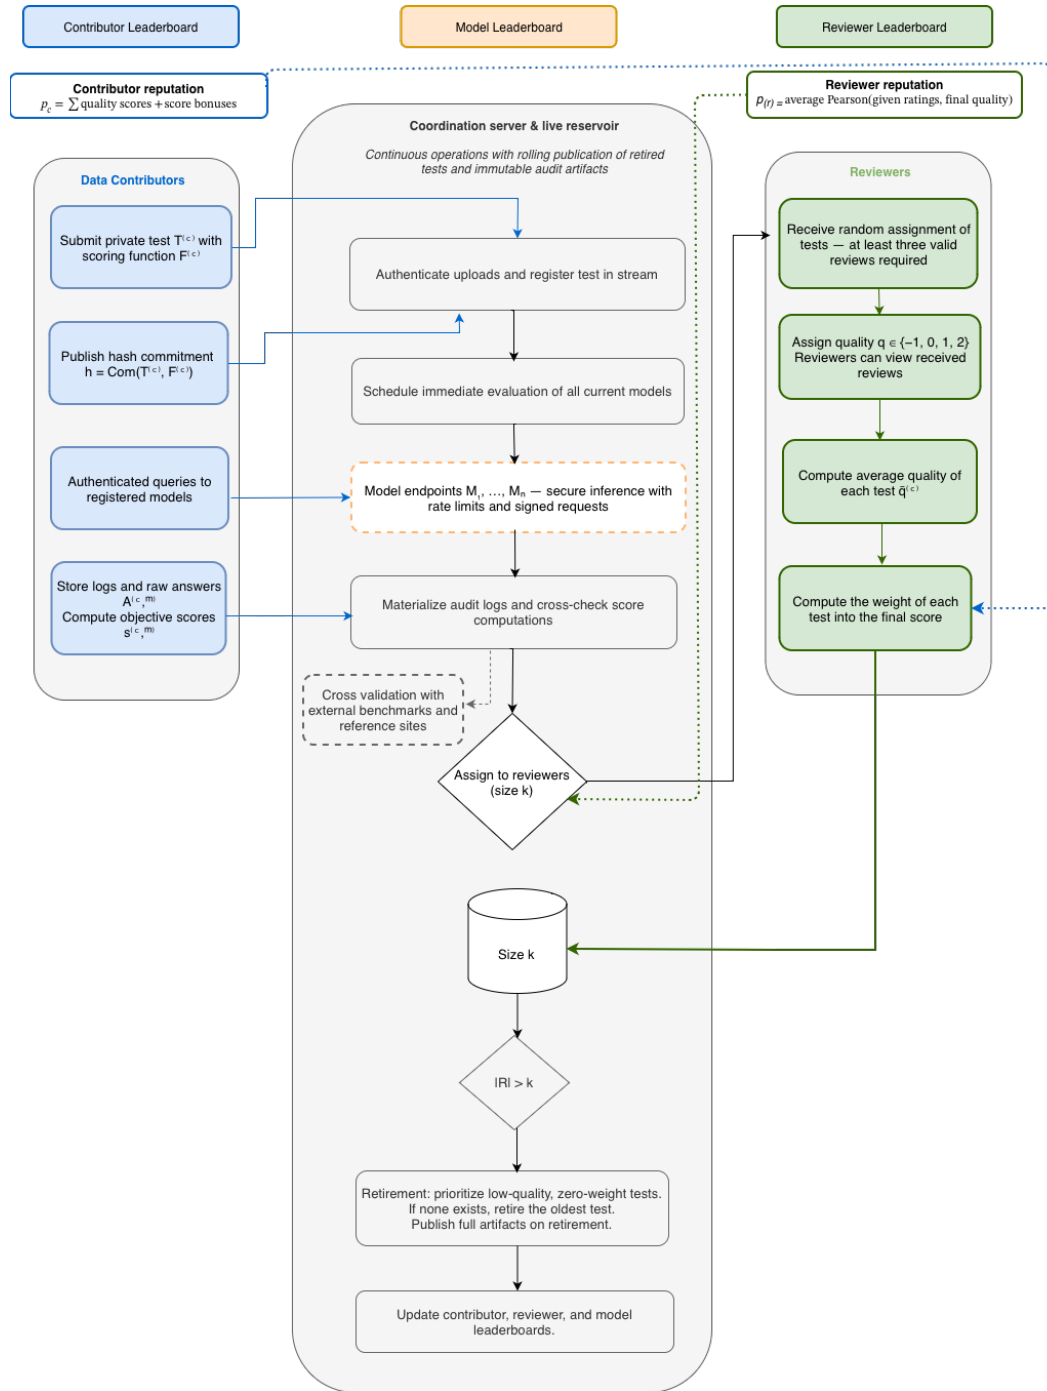 Contributor Leaderboard
Model Leaderboard
Reviewer Leaderboard
Contributor reputation
p_c = ∑ quality scores + score bonuses
Reviewer reputation
p_(r) = average Pearson(given ratings, final quality)
Coordination server & live reservoir
Continuous operations with rolling publication of retired
tests and immutable audit artifacts
Data Contributors
Submit private test T^(c) with
scoring function F^(c)
Publish hash commitment
h = Com(T^(c), F^(c))
Authenticated queries to
registered models
Store logs and raw answers
A^(c,m)
Compute objective scores
s^(c,m)
Authenticate uploads and register test in stream
Schedule immediate evaluation of all current models
Model endpoints M₁, …, Mₙ — secure inference with
rate limits and signed requests
Materialize audit logs and cross-check score
computations
Cross validation with
external benchmarks and
reference sites
Assign to reviewers
(size k)
Size k
|R| > k
Retirement: prioritize low-quality, zero-weight tests.
If none exists, retire the oldest test.
Publish full artifacts on retirement.
Update contributor, reviewer, and model
leaderboards.
Reviewers
Receive random assignment of
tests — at least three valid
reviews required
Assign quality q ∈ {−1, 0, 1, 2}
Reviewers can view received
reviews
Compute average quality of
each test q̄^(c)
Compute the weight of each
test into the final score